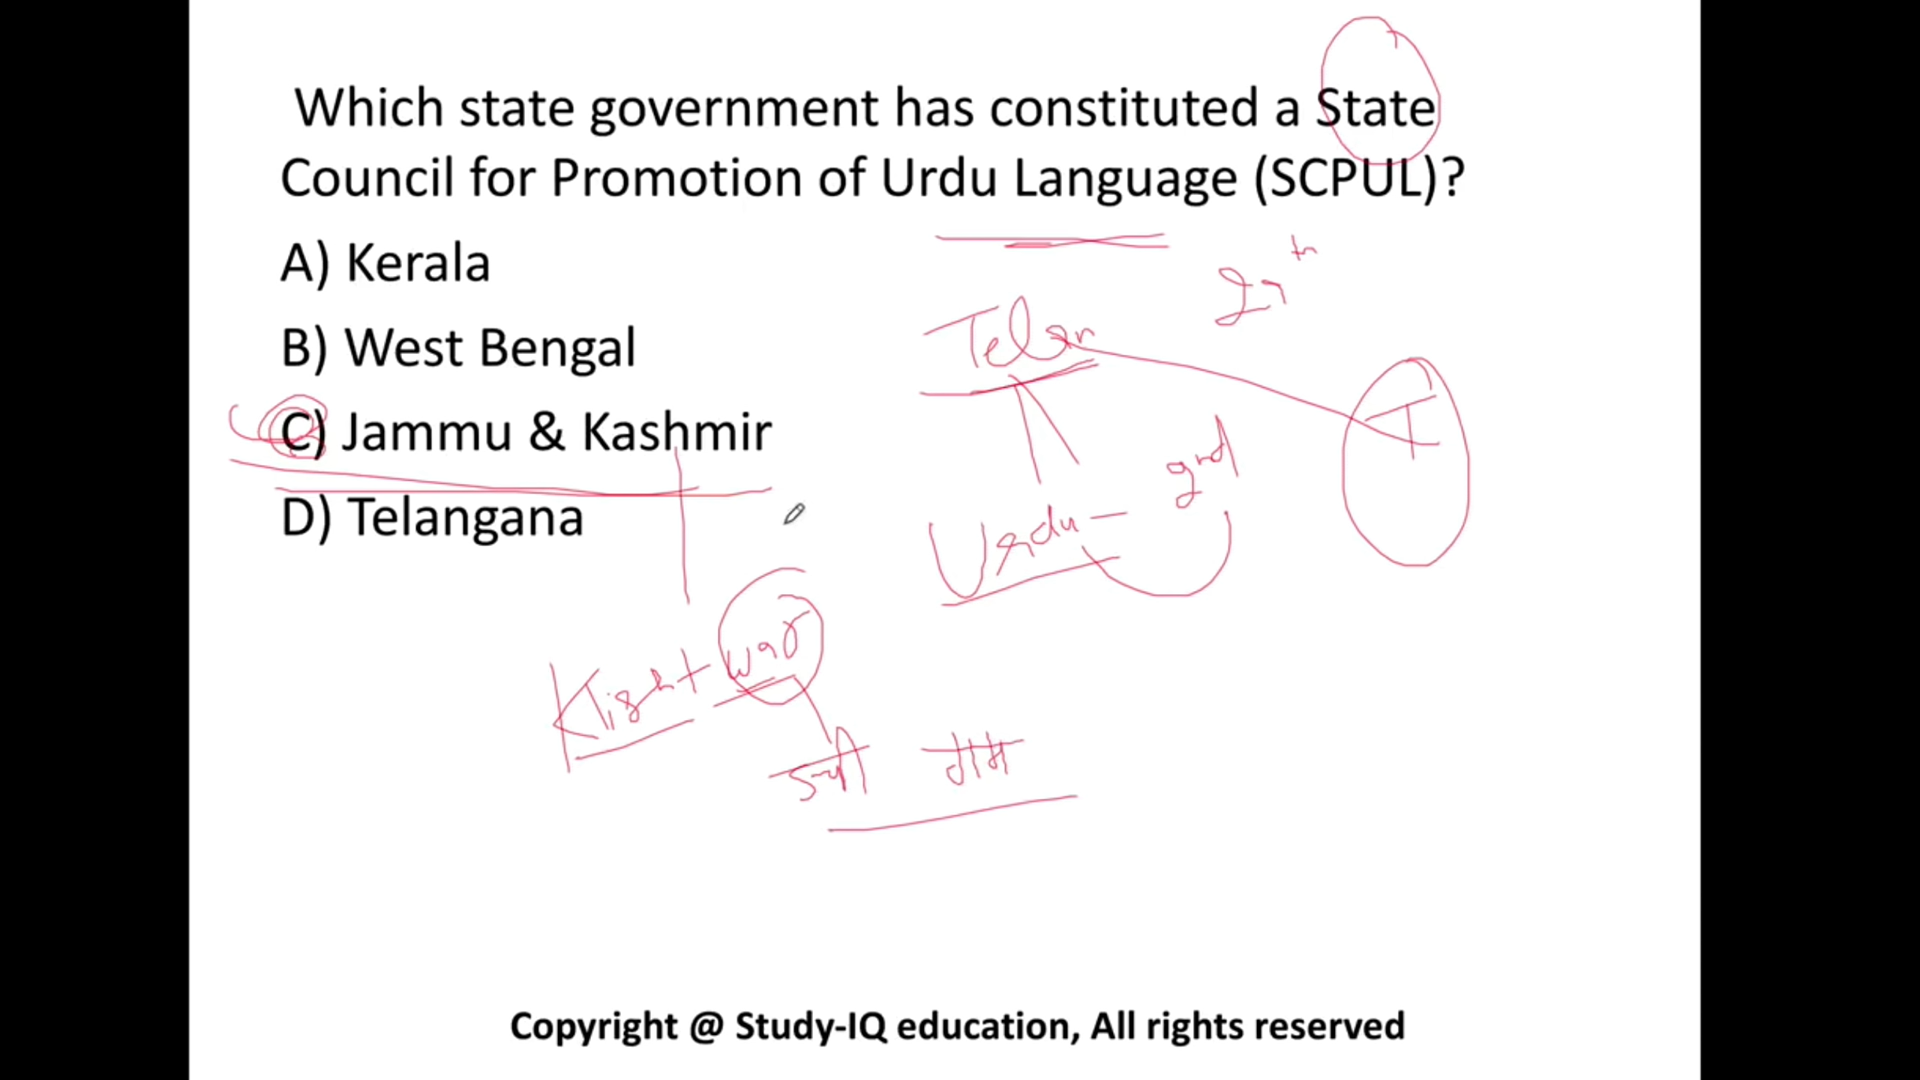 Which state government has constituted a State
Council for Promotion of Urdu Language (SCPUL)?
A) Kerala
B) West Bengal
C) Jammu & Kashmir
D) Telangana
Telan
Urdu -
Kishtwar
Copyright @ Study-IQ education, All rights reserved